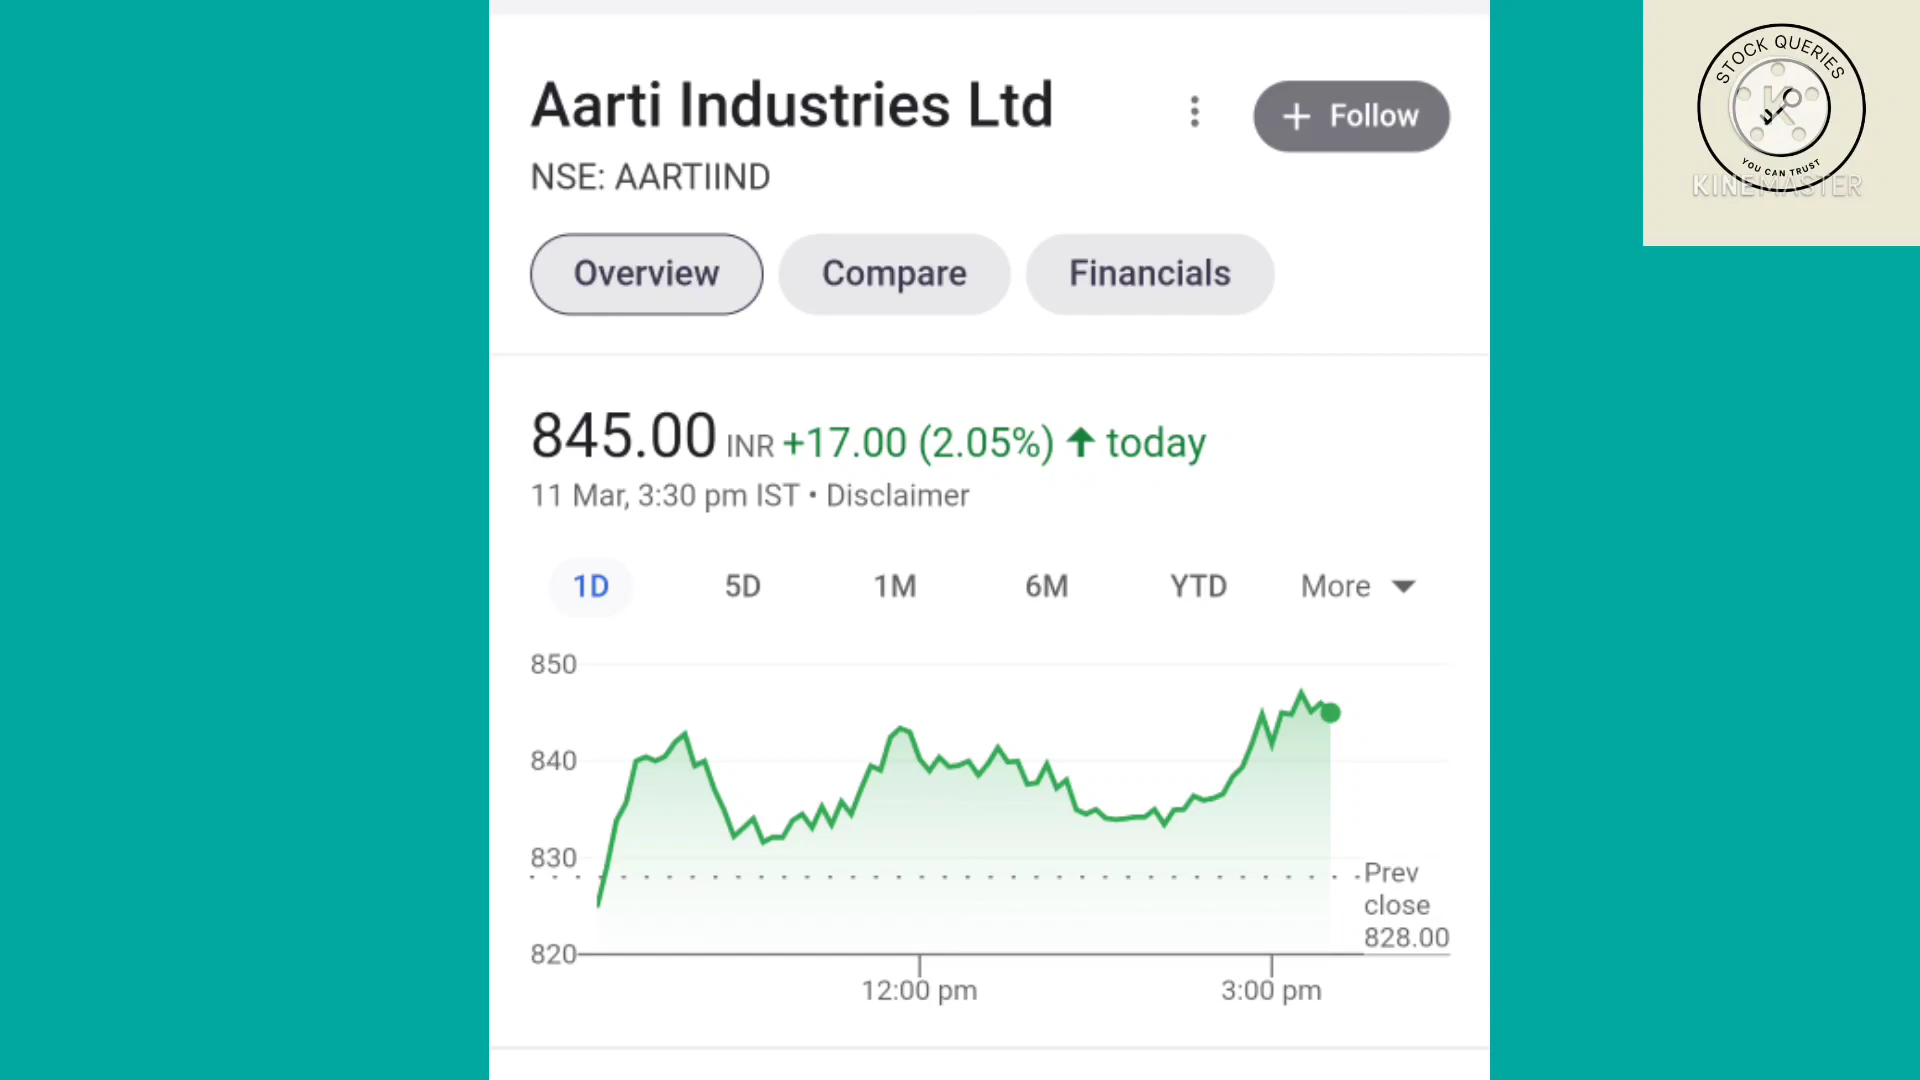 Aarti Industries Ltd
+ Follow
NSE: AARTIIND
Overview
Compare
Financials
845.00 INR +17.00 (2.05%) ↑ today
11 Mar, 3:30 pm IST • Disclaimer
1D 5D 1M 6M YTD More
850
840
830
820
Prev
close
828.00
12:00 pm
3:00 pm
STOCK QUERIES
YOU CAN TRUST
KINEMASTER